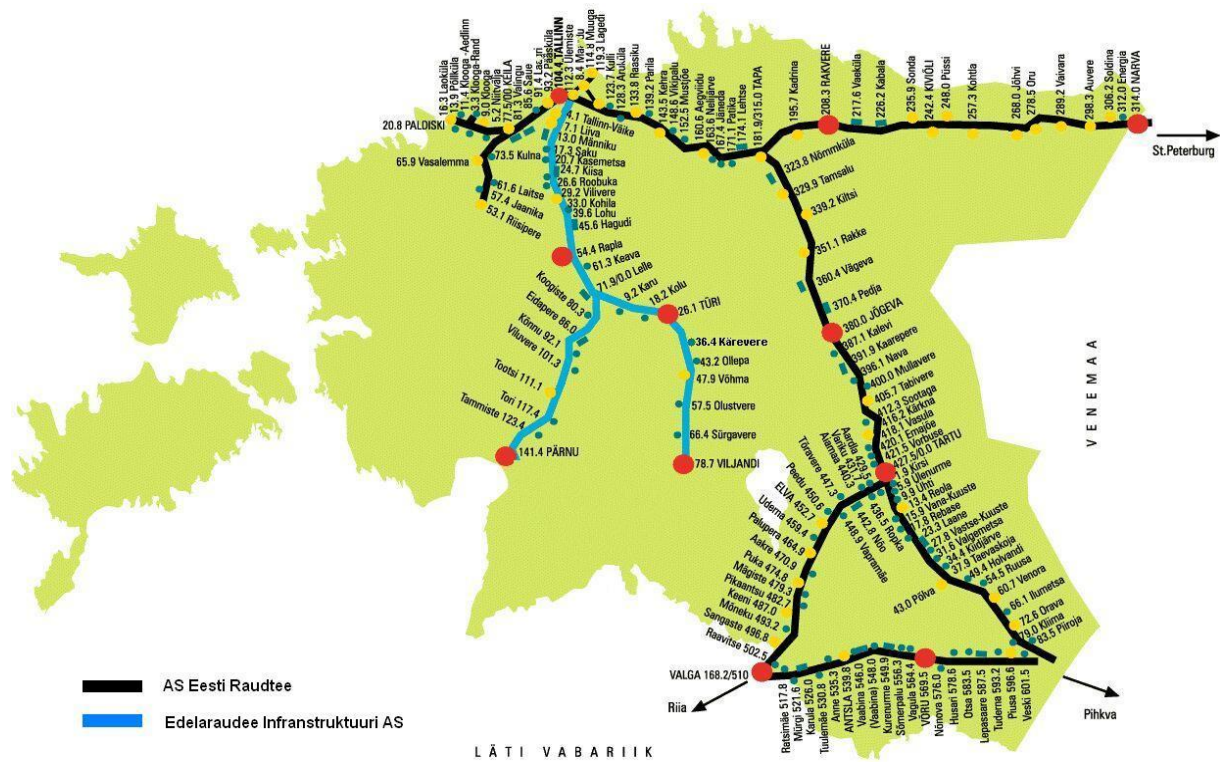 16.3 Laoküla
13.9 Põllküla
11.4 Klooga-Aedlinn
13.3 Klooga-Rand
9.0 Klooga
5.2 Niitvälja
77.5/00 KEILA
81.3 Valingu
85.6 Saue
91.4 Laagri
93.2 Pääsküla
104.4 TALLINN
112.3 Ülemiste
114.8 Muuga
119.3 Lagedi
123.7 Kulli
128.3 Aruküla
133.8 Raasiku
139.2 Parila
143.5 Kehra
152.5 Mustjõe
160.6 Aegviidu
163.6 Nelijärve
167.4 Jäneda
171.1 Patika
174.1 Lehtse
181.9/315.0 TAPA
195.7 Kadrina
208.3 RAKVERE
217.6 Vaeküla
226.2 Kabala
235.9 Sonda
242.4 KIVIÕLI
248.0 Püssi
257.3 Kohtla
268.0 Jõhvi
278.5 Oru
289.2 Vaivara
298.3 Auvere
306.2 Soldina
312.0 Energia
314.0 NARVA
St.Peterburg
20.8 PALDISKI
65.9 Vasalemma
73.5 Kulna
61.6 Laitse
57.4 Jaanika
53.1 Riisipere
4.1 Tallinn-Väike
7.1 Liiva
13.0 Männiku
17.3 Saku
20.7 Kasemetsa
24.7 Kiisa
26.6 Roobuka
29.2 Vilivere
33.0 Kohila
39.6 Lohu
45.6 Hagudi
54.4 Rapla
61.3 Keava
71.9/0.0 Lelle
9.2 Karu
18.2 Kolu
26.1 TÜRI
36.4 Kärevere
43.2 Ollepa
47.9 Võhma
57.5 Olustvere
66.4 Sürgavere
78.7 VILJANDI
Koogiste 80.3
Eidapere 86.0
Kõnnu 92.1
Viluvere 101.3
Tootsi 111.1
Tori 117.4
Tammiste 123.4
141.4 PÄRNU
323.8 Nõmmküla
329.9 Tamsalu
339.2 Kiltsi
351.1 Rakke
360.4 Vägeva
370.4 Pedja
380.0 JÕGEVA
387.1 Kalevi
391.9 Kaarepere
396.1 Nava
400.0 Mullavere
405.7 Tabivere
412.3 Sootaga
416.2 Kärkna
418.1 Vasula
420.1 Emajõe
421.5 Vorbuse
427.5/0.0 TARTU
1.9 Kirsi
5.9 Ülenurme
9.9 Uhti
13.4 Reola
15.9 Vana-Kuuste
17.8 Rebase
23.3 Laane
27.8 Vastse-Kuuste
31.6 Valgemetsa
34.4 Kiidjärve
37.9 Taevaskoja
43.0 Põlva
49.4 Holvandi
54.5 Ruusa
60.7 Venora
66.1 Ilumetsa
72.6 Orava
79.0 Kliima
83.5 Piiroja
Pihkva
VENEMAA
Aardla 429.5
Aiamaa 440.3
Tõravere 447.3
Peedu 450.6
ELVA 452.7
Uderna 459.4
Palupera 464.9
Aakre 470.9
Puka 474.8
Mägiste 479.3
Pikaantsu 482.7
Keeni 487.0
Mõneku 493.2
Sangaste 496.8
Raavitse 502.5
436.5 Ropka
442.8 Nõo
448.9 Vapramäe
VALGA 168.2/510
Riia
Ratsimäe 517.8
Mürgi 521.6
Karula 526.0
Tuulemäe 530.8
Anne 535.3
ANTSLA 539.8
Vaabina 546.0
(Vaabina) 548.0
Kurenurme 549.9
Sõmerpalu 556.3
Vagula 564.4
VÕRU 569.5
Nõnova 576.0
Husari 578.6
Otsa 583.5
Lepassaare 587.5
Tuderna 593.2
Piusa 596.6
Veski 601.5
AS Eesti Raudtee
Edelaraudee Infranstruktuuri AS
LÄTI VABARIIK